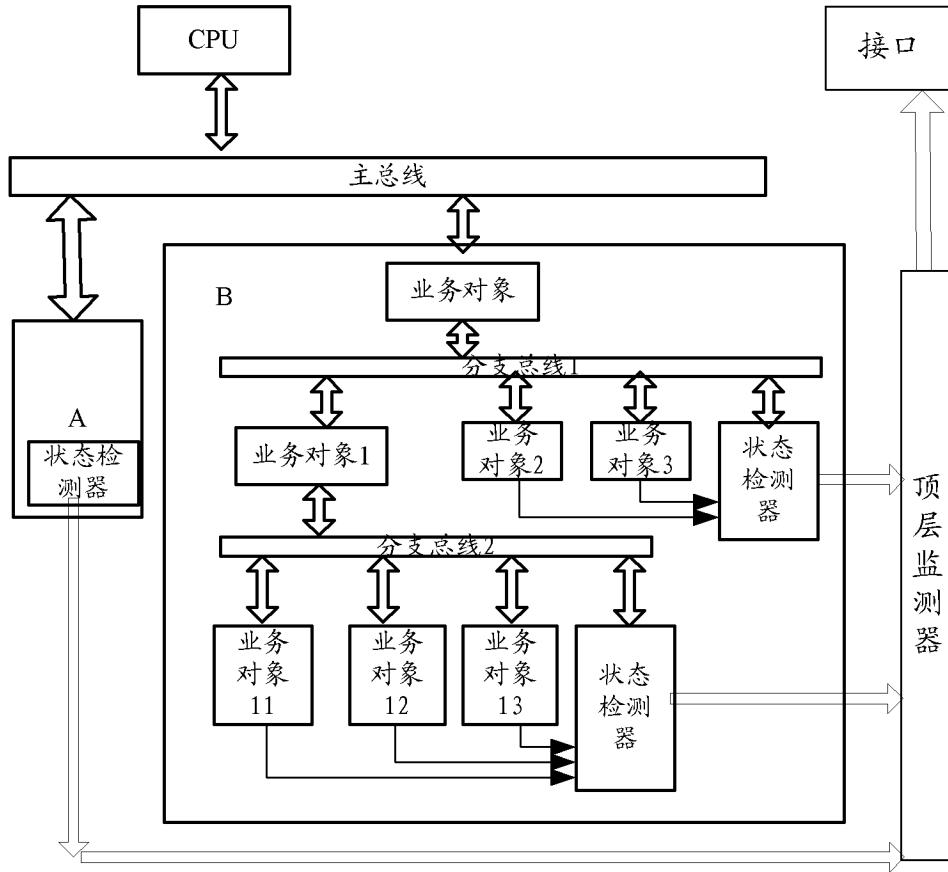 CPU
接口
主总线
B
业务对象
分支总线1
A
状态检
测器
业务对象1
业务
对象2
业务
对象3
状态
检测
器
分支总线2
业务
对象
11
业务
对象
12
业务
对象
13
状态
检测
器
顶
层
监
测
器